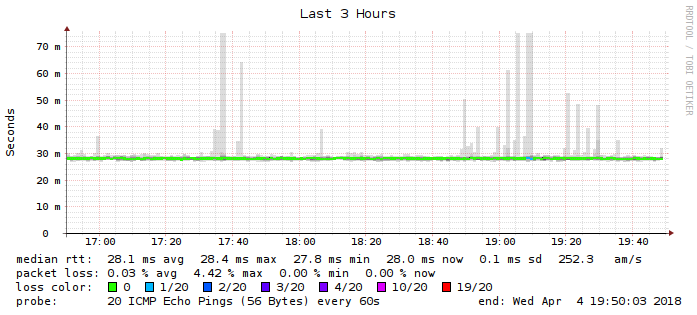 Last 3 Hours
RRDTOOL / TOBI OETIKER
Seconds
70 m
60 m
50 m
40 m
30 m
20 m
10 m
0
17:00 17:20 17:40 18:00 18:20 18:40 19:00 19:20 19:40
median rtt: 28.1 ms avg 28.4 ms max 27.8 ms min 28.0 ms now 0.1 ms sd 252.3 am/s
packet loss: 0.03 % avg 4.42 % max 0.00 % min 0.00 % now
loss color: 0 1/20 2/20 3/20 4/20 10/20 19/20
probe: 20 ICMP Echo Pings (56 Bytes) every 60s end: Wed Apr 4 19:50:03 2018